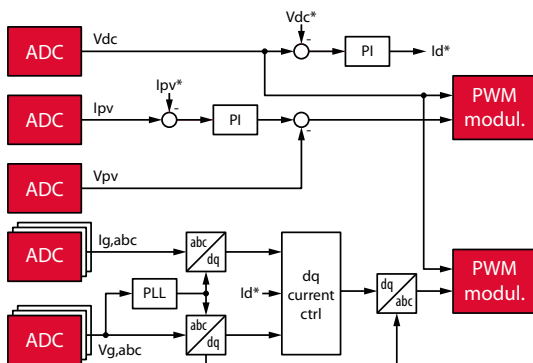 Vdc*
ADC
Vdc
-
PI
Id*
Ipv*
ADC
Ipv
-
PI
-
PWM
modul.
ADC
Vpv
ADC
Ig,abc
abc
dq
PLL
Id*
dq
current
ctrl
dq
abc
PWM
modul.
ADC
Vg,abc
abc
dq